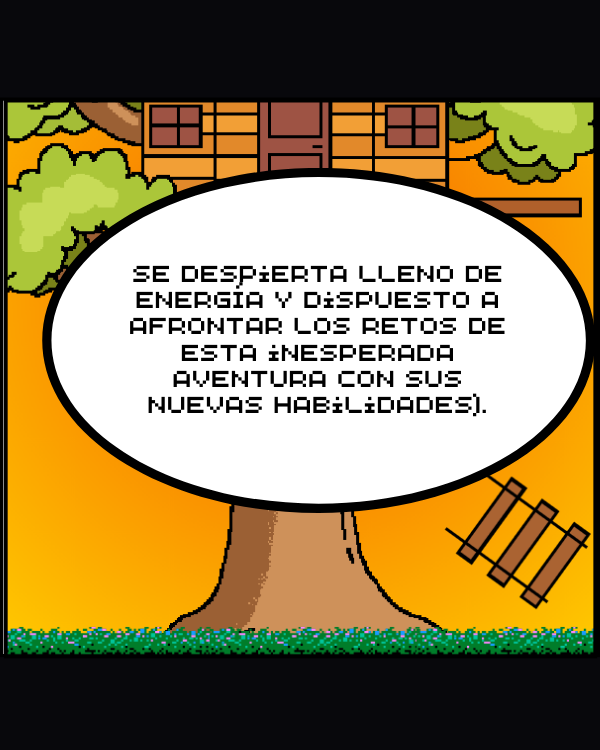 SE DESPiERTA LLENO DE
ENERGÍA Y DiSPUESTO A
AFRONTAR LOS RETOS DE
ESTA iNESPERADA
AVENTURA CON SUS
NUEVAS HABiLiDADES).